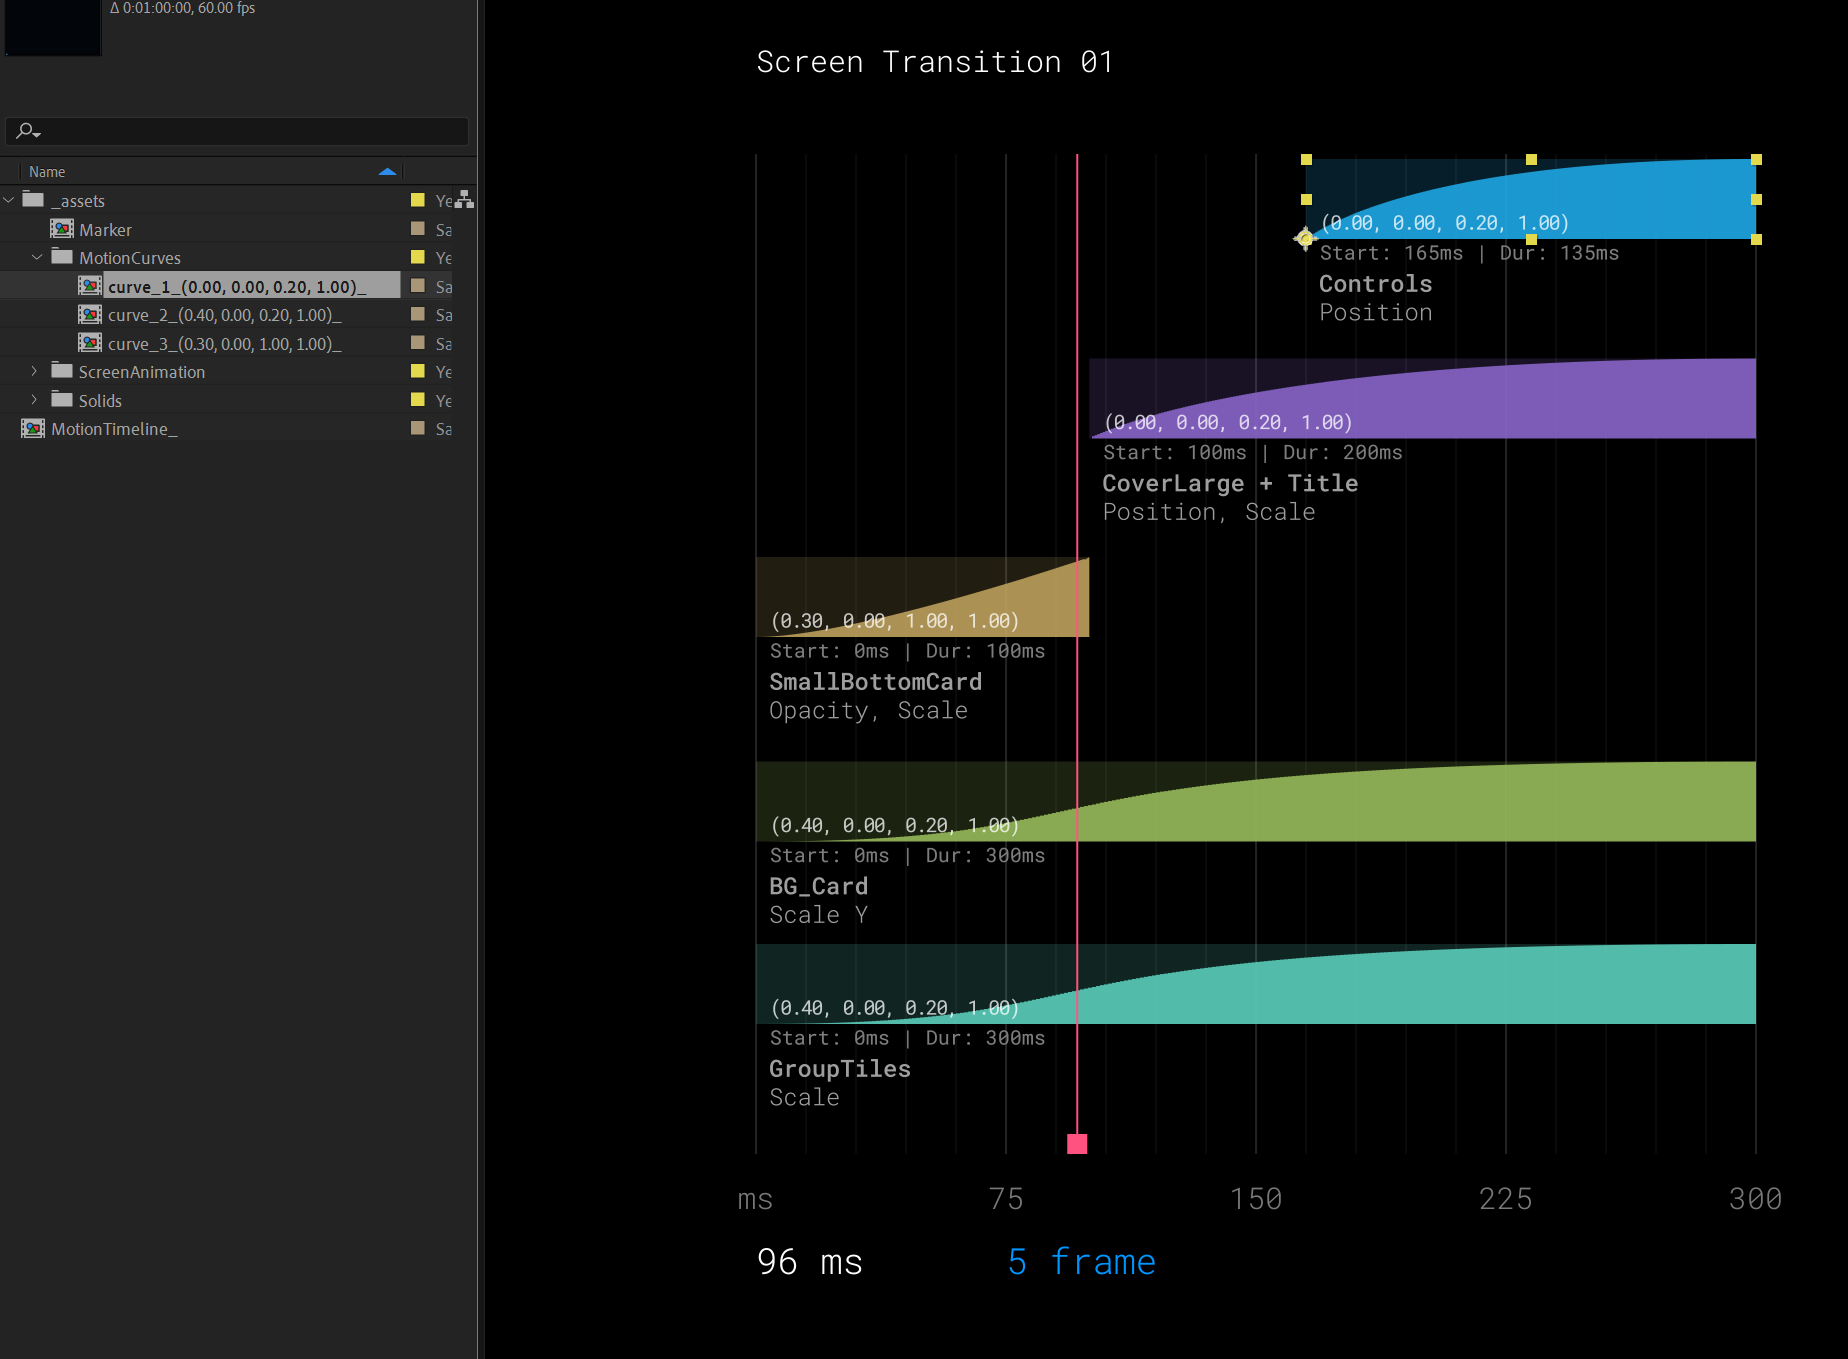 Δ 0:01:00:00, 60.00 fps
Name
_assets
Ye
Marker
Sa
MotionCurves
Ye
curve_1_(0.00, 0.00, 0.20, 1.00)_
Sa
curve_2_(0.40, 0.00, 0.20, 1.00)_
Sa
curve_3_(0.30, 0.00, 1.00, 1.00)_
Sa
ScreenAnimation
Ye
Solids
Ye
MotionTimeline_
Sa
Screen Transition 01
(0.00, 0.00, 0.20, 1.00)
Start: 165ms | Dur: 135ms
Controls
Position
(0.00, 0.00, 0.20, 1.00)
Start: 100ms | Dur: 200ms
CoverLarge + Title
Position, Scale
(0.30, 0.00, 1.00, 1.00)
Start: 0ms | Dur: 100ms
SmallBottomCard
Opacity, Scale
(0.40, 0.00, 0.20, 1.00)
Start: 0ms | Dur: 300ms
BG_Card
Scale Y
(0.40, 0.00, 0.20, 1.00)
Start: 0ms | Dur: 300ms
GroupTiles
Scale
ms 75 150 225 300
96 ms 5 frame